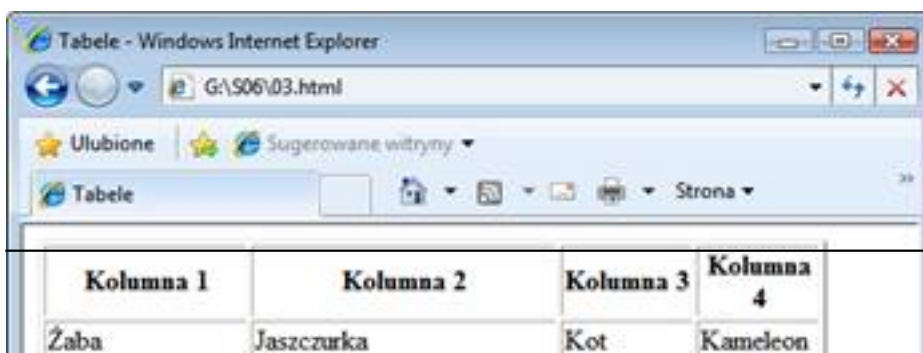 Tabele - Windows Internet Explorer
G:\S06\03.html
Ulubione Sugerowane witryny
Tabele Strona
Kolumna 1 Kolumna 2 Kolumna 3 Kolumna 4
Żaba Jaszczurka Kot Kameleon